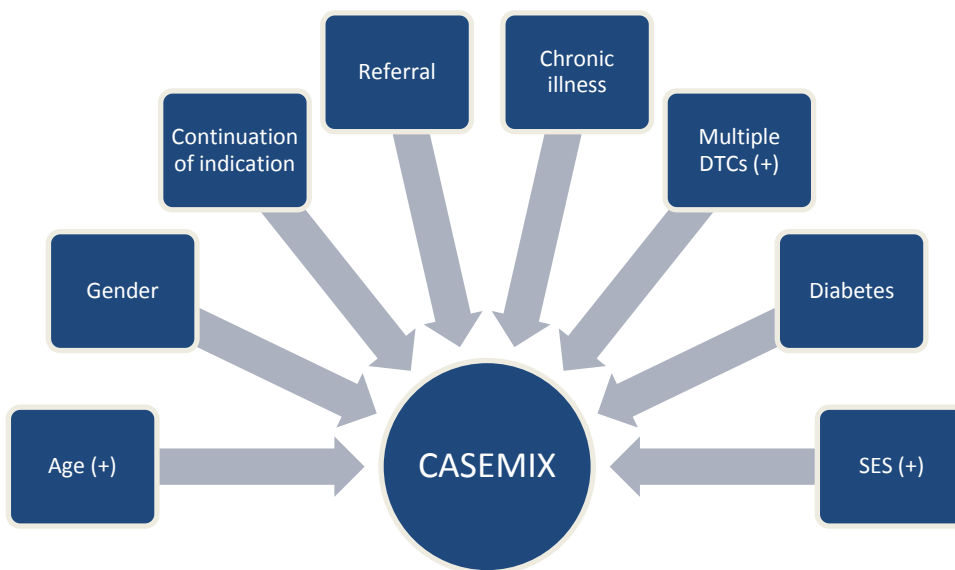 Referral
Chronic
illness
Continuation
of indication
Multiple
DTCs (+)
Gender
Diabetes
Age (+)
CASEMIX
SES (+)